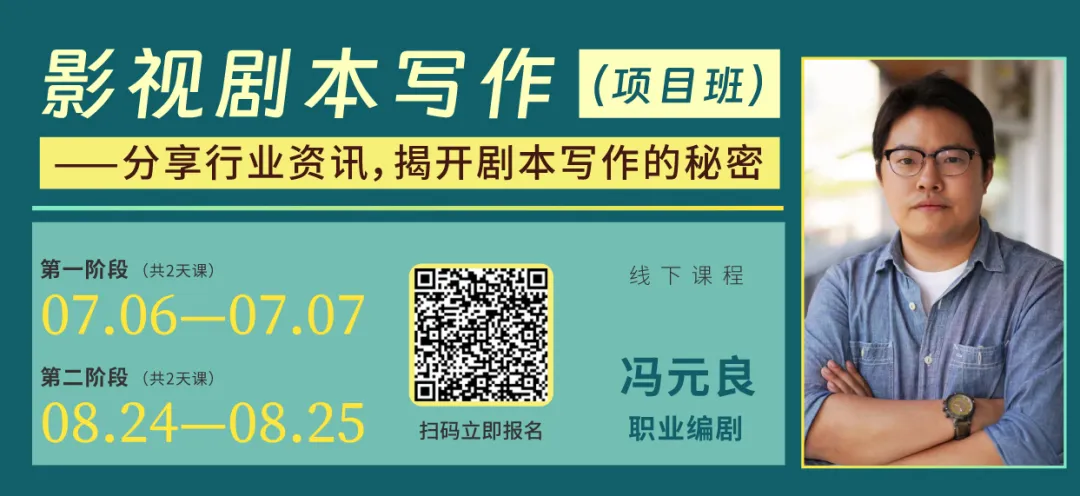 影视剧本写作（项目班）
——分享行业资讯，揭开剧本写作的秘密
第一阶段（共2天课）
07.06—07.07
第二阶段（共2天课）
08.24—08.25
扫码立即报名
线下课程
冯元良
职业编剧